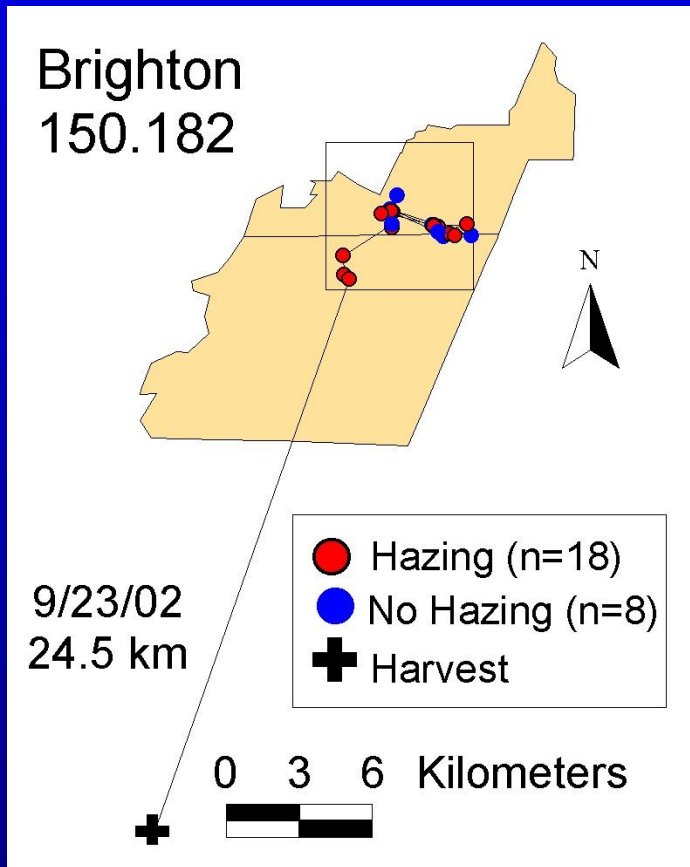 Brighton
150.182
N
Hazing (n=18)
No Hazing (n=8)
Harvest
9/23/02
24.5 km
0 3 6 Kilometers